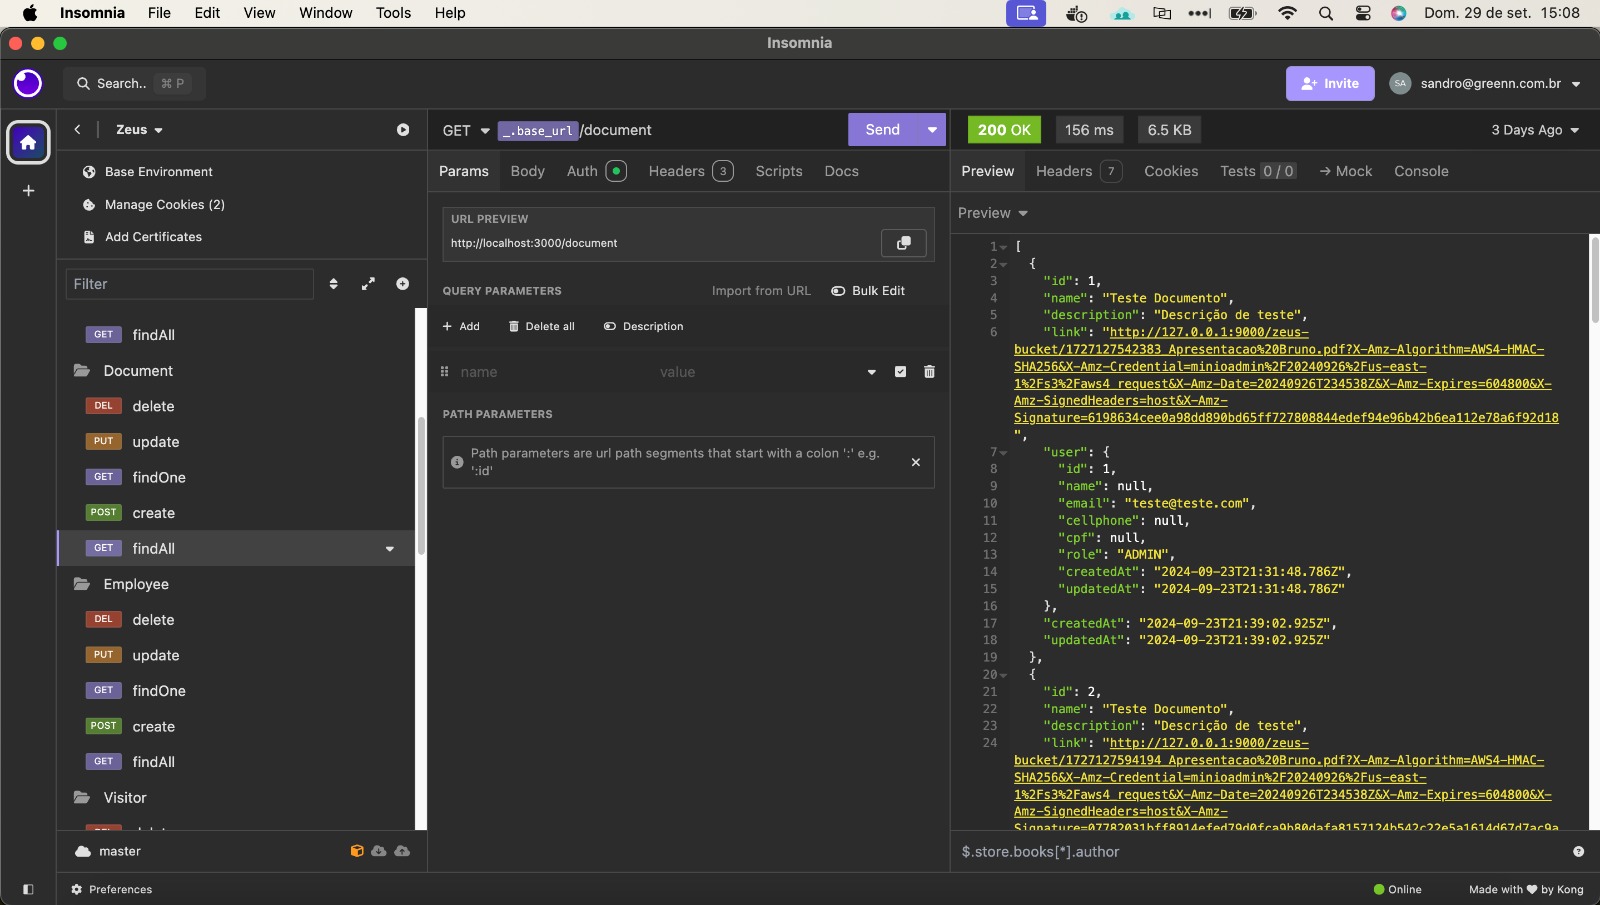 Insomnia File Edit View Window Tools Help Dom. 29 de set. 15:08
Insomnia
Search.. ⌘ P Invite SA sandro@greenn.com.br
Zeus
Base Environment
Manage Cookies (2)
Add Certificates
Filter
GET findAll
Document
DEL delete
PUT update
GET findOne
POST create
GET findAll
Employee
DEL delete
PUT update
GET findOne
POST create
GET findAll
Visitor
master
Preferences
GET _.base_url/document Send
Params Body Auth Headers 3 Scripts Docs
URL PREVIEW
http://localhost:3000/document
QUERY PARAMETERS Import from URL Bulk Edit
+ Add Delete all Description
name value
PATH PARAMETERS
Path parameters are url path segments that start with a colon ':' e.g.
':id'
200 OK 156 ms 6.5 KB 3 Days Ago
Preview Headers 7 Cookies Tests 0 / 0 → Mock Console
Preview
1 [
2 {
3 "id": 1,
4 "name": "Teste Documento",
5 "description": "Descrição de teste",
6 "link": "http://127.0.0.1:9000/zeus-
bucket/1727127542383_Apresentacao%20Bruno.pdf?X-Amz-Algorithm=AWS4-HMAC-
SHA256&X-Amz-Credential=minioadmin%2F20240926%2Fus-east-
1%2Fs3%2Faws4_request&X-Amz-Date=20240926T234538Z&X-Amz-Expires=604800&X-
Amz-SignedHeaders=host&X-Amz-
Signature=6198634cee0a98dd890bd65ff727808844edef94e96b42b6ea112e78a6f92d18
",
7 "user": {
8 "id": 1,
9 "name": null,
10 "email": "teste@teste.com",
11 "cellphone": null,
12 "cpf": null,
13 "role": "ADMIN",
14 "createdAt": "2024-09-23T21:31:48.786Z",
15 "updatedAt": "2024-09-23T21:31:48.786Z"
16 },
17 "createdAt": "2024-09-23T21:39:02.925Z",
18 "updatedAt": "2024-09-23T21:39:02.925Z"
19 },
20 {
21 "id": 2,
22 "name": "Teste Documento",
23 "description": "Descrição de teste",
24 "link": "http://127.0.0.1:9000/zeus-
bucket/1727127594194_Apresentacao%20Bruno.pdf?X-Amz-Algorithm=AWS4-HMAC-
SHA256&X-Amz-Credential=minioadmin%2F20240926%2Fus-east-
1%2Fs3%2Faws4_request&X-Amz-Date=20240926T234538Z&X-Amz-Expires=604800&X-
Amz-SignedHeaders=host&X-Amz-
Signature=07782031bff8914efed79d0fca9b80dafa8157124b542c22e5a1614d67d7ac9a
$.store.books[*].author
Online Made with ♥ by Kong